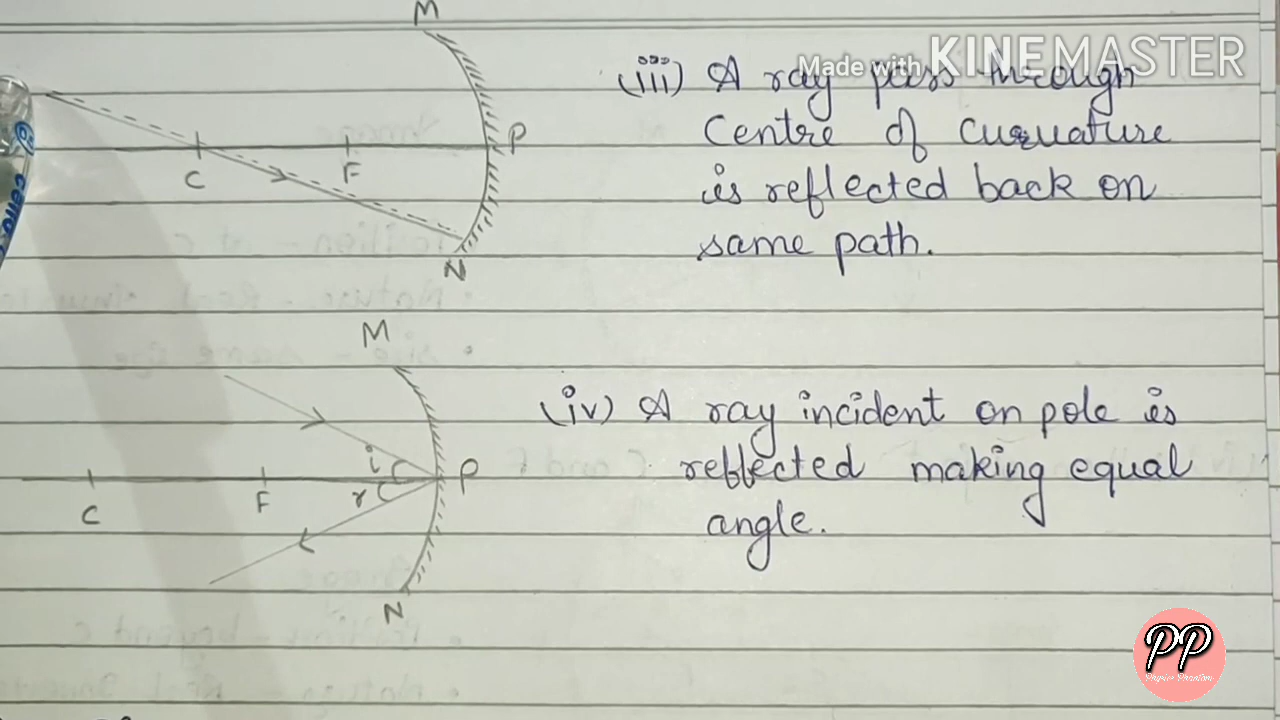 Made with KINEMASTER
M
(iii) A ray pass through
Centre of Curvature
is reflected back on
same path.
C
F
P
N
M
(iv) A ray incident on pole is
reflected making equal
angle.
i
r
P
F
C
N
PP